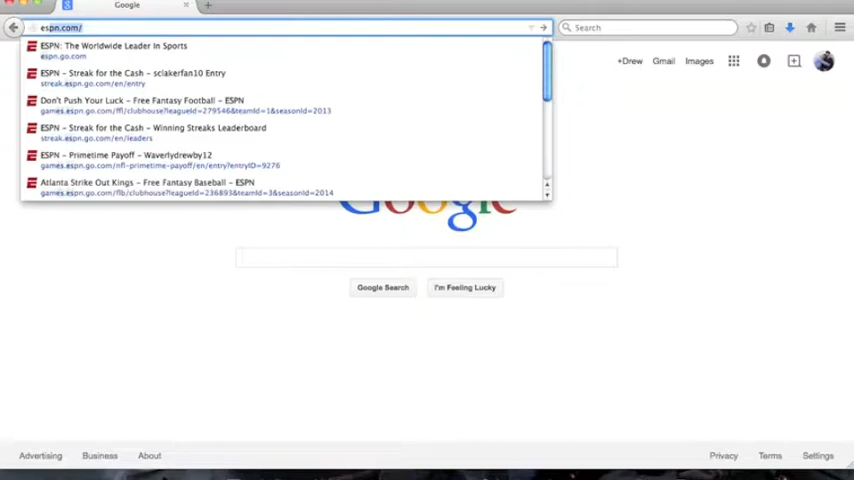 Google
espn.com/
Search
ESPN: The Worldwide Leader In Sports
espn.go.com
ESPN - Streak for the Cash - sclakerfan10 Entry
streak.espn.go.com/en/entry
Don't Push Your Luck - Free Fantasy Football - ESPN
games.espn.go.com/ffl/clubhouse?leagueId=279546&teamId=1&seasonId=2013
ESPN - Streak for the Cash - Winning Streaks Leaderboard
streak.espn.go.com/en/leaders
ESPN - Primetime Payoff - Waverlydrewby12
games.espn.go.com/nfl-primetime-payoff/en/entry?entryID=9276
Atlanta Strike Out Kings - Free Fantasy Baseball - ESPN
games.espn.go.com/flb/clubhouse?leagueId=236893&teamId=3&seasonId=2014
+Drew Gmail Images
Google
Google Search I'm Feeling Lucky
Advertising Business About Privacy Terms Settings